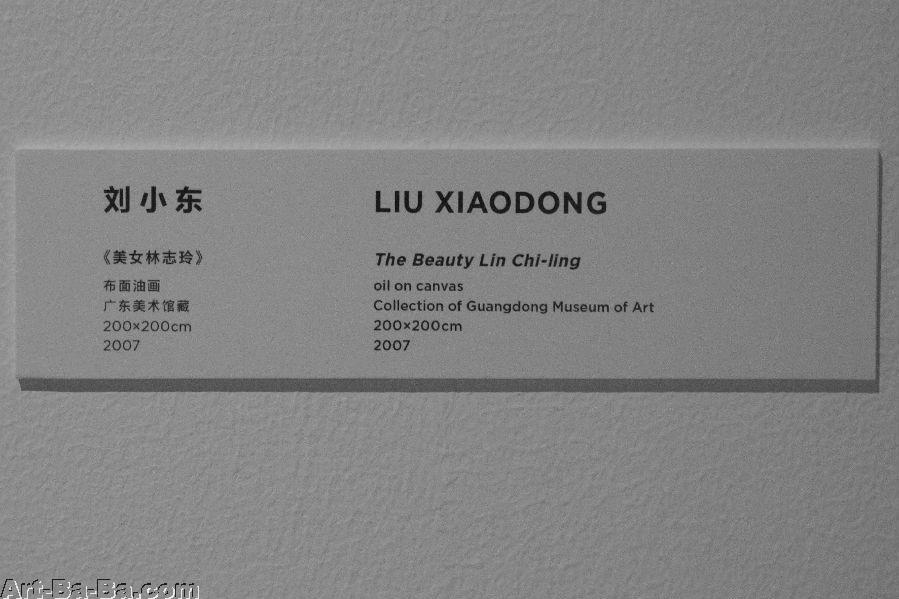 刘小东
《美女林志玲》
布面油画
广东美术馆藏
200×200cm
2007
LIU XIAODONG
The Beauty Lin Chi-ling
oil on canvas
Collection of Guangdong Museum of Art
200×200cm
2007
Art-Ba-Ba.com